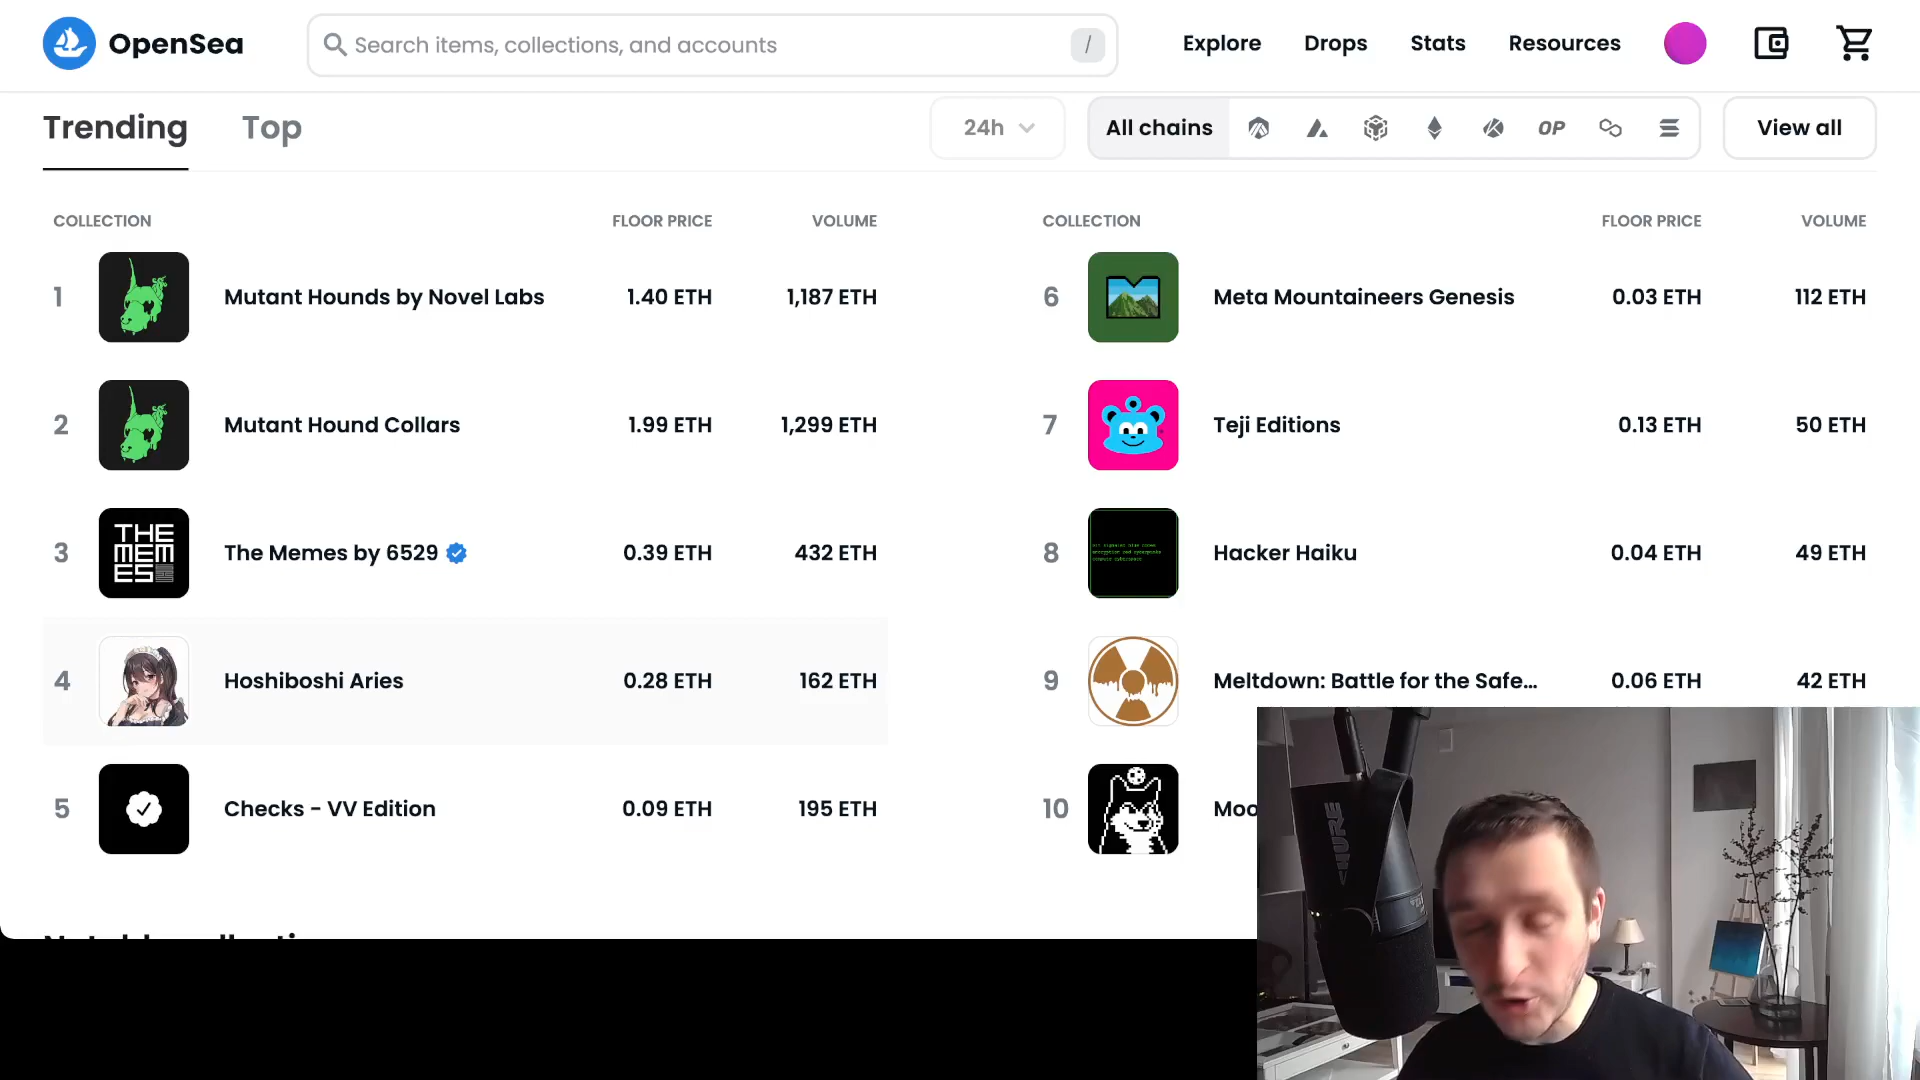 OpenSea
Search items, collections, and accounts
/
Explore
Drops
Stats
Resources
Trending
Top
24h
All chains
OP
View all
COLLECTION FLOOR PRICE VOLUME
1 Mutant Hounds by Novel Labs 1.40 ETH 1,187 ETH
2 Mutant Hound Collars 1.99 ETH 1,299 ETH
THE
MEM
ES
3 The Memes by 6529 0.39 ETH 432 ETH
4 Hoshiboshi Aries 0.28 ETH 162 ETH
5 Checks - VV Edition 0.09 ETH 195 ETH
COLLECTION FLOOR PRICE VOLUME
6 Meta Mountaineers Genesis 0.03 ETH 112 ETH
7 Teji Editions 0.13 ETH 50 ETH
8 Hacker Haiku 0.04 ETH 49 ETH
9 Meltdown: Battle for the Safe... 0.06 ETH 42 ETH
10 Moo
SHURE